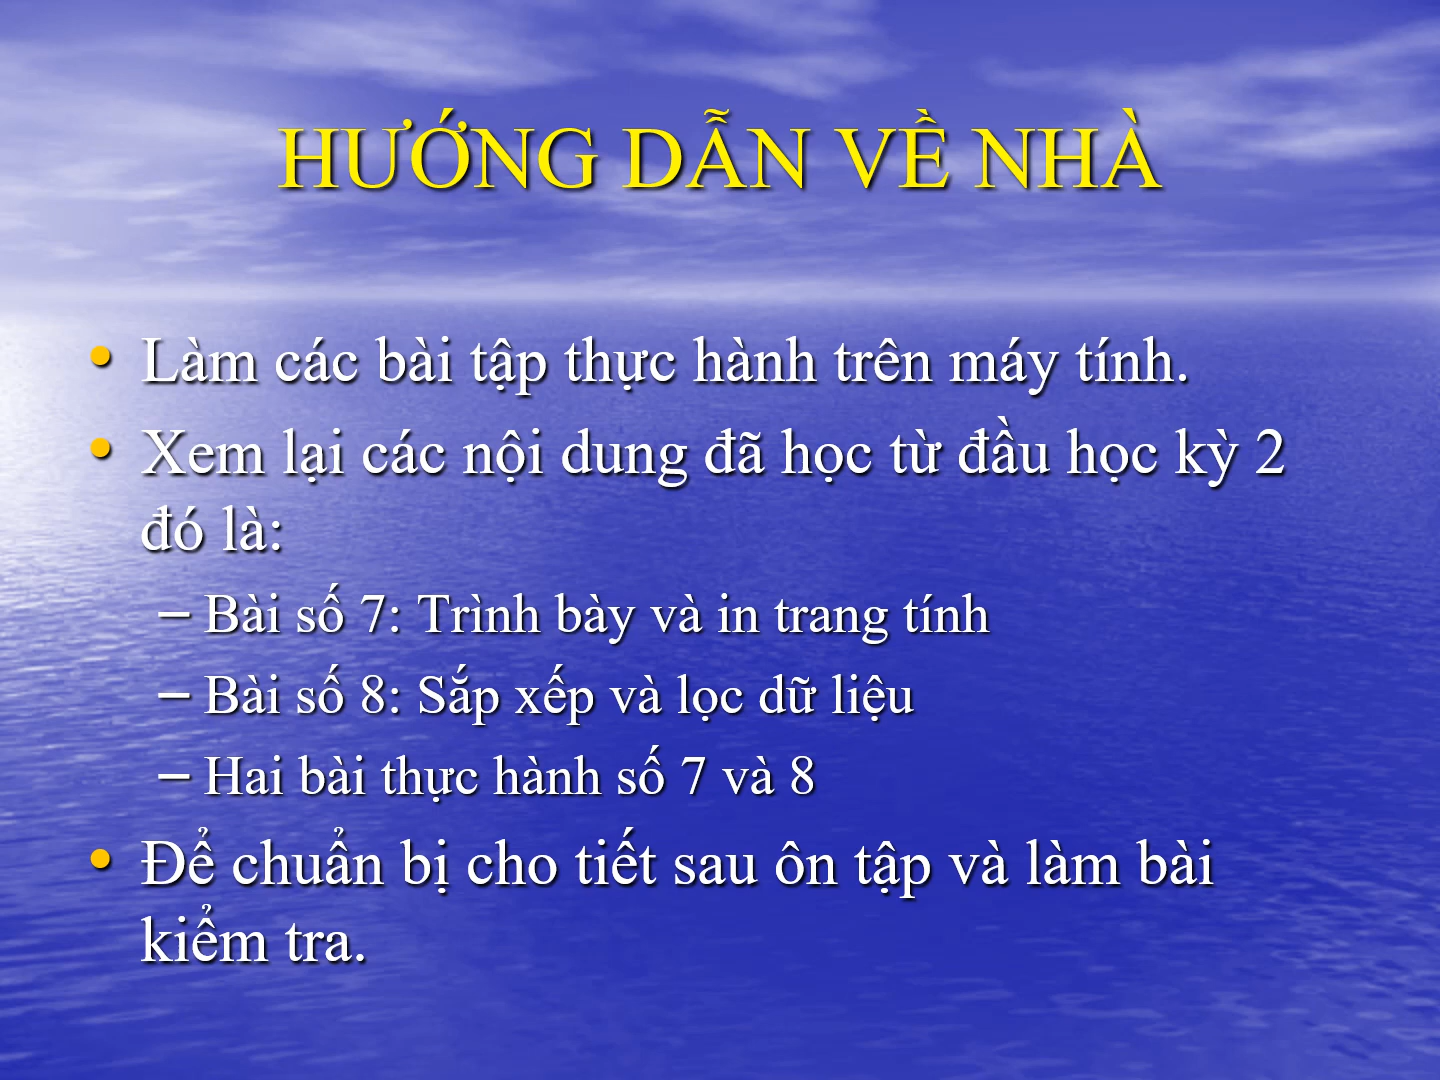 HƯỚNG DẪN VỀ NHÀ
• Làm các bài tập thực hành trên máy tính.
• Xem lại các nội dung đã học từ đầu học kỳ 2
đó là:
– Bài số 7: Trình bày và in trang tính
– Bài số 8: Sắp xếp và lọc dữ liệu
– Hai bài thực hành số 7 và 8
• Để chuẩn bị cho tiết sau ôn tập và làm bài
kiểm tra.